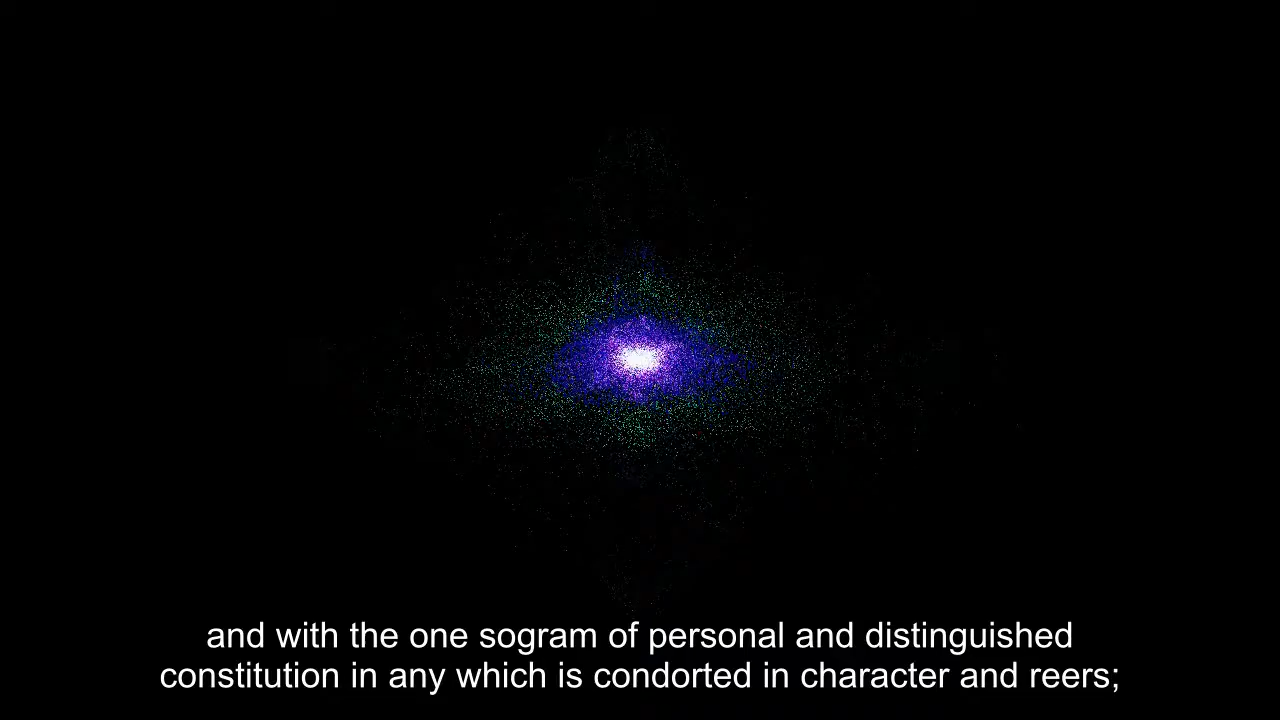 and with the one sogram of personal and distinguished
constitution in any which is condorted in character and reers;